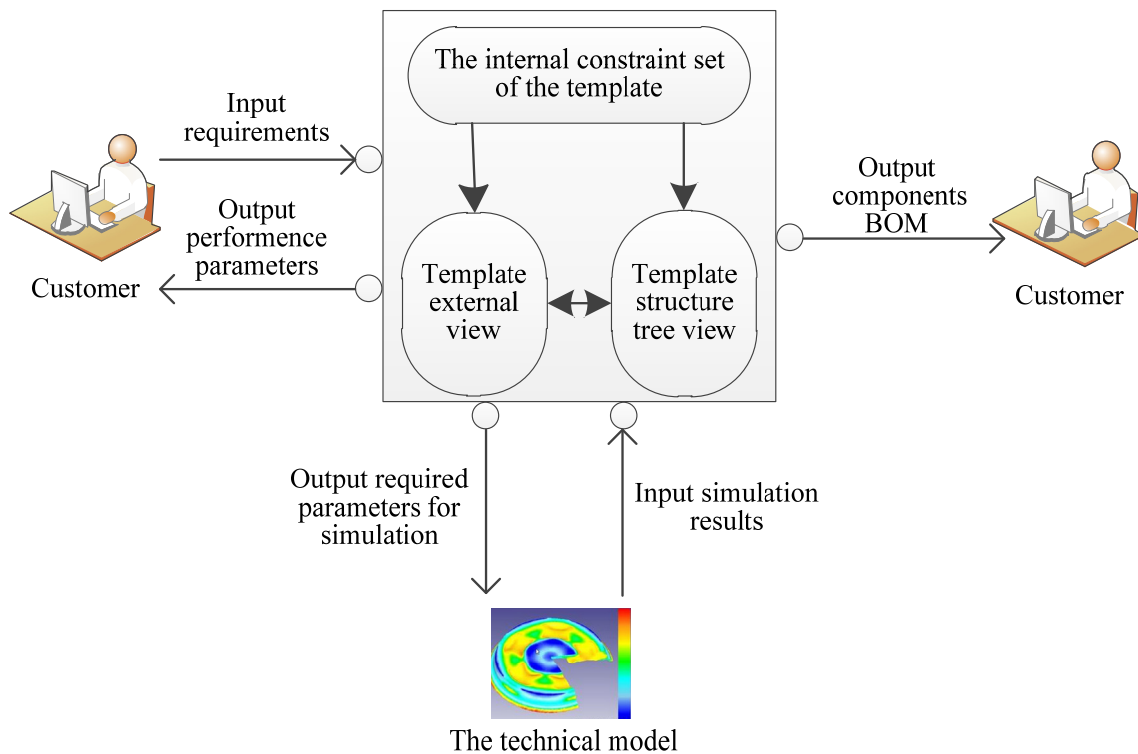 The internal constraint set
of the template
Input
requirements
Output
performence
parameters
Customer
Template
external
view
Template
structure
tree view
Output
components
BOM
Customer
Output required
parameters for
simulation
Input simulation
results
The technical model